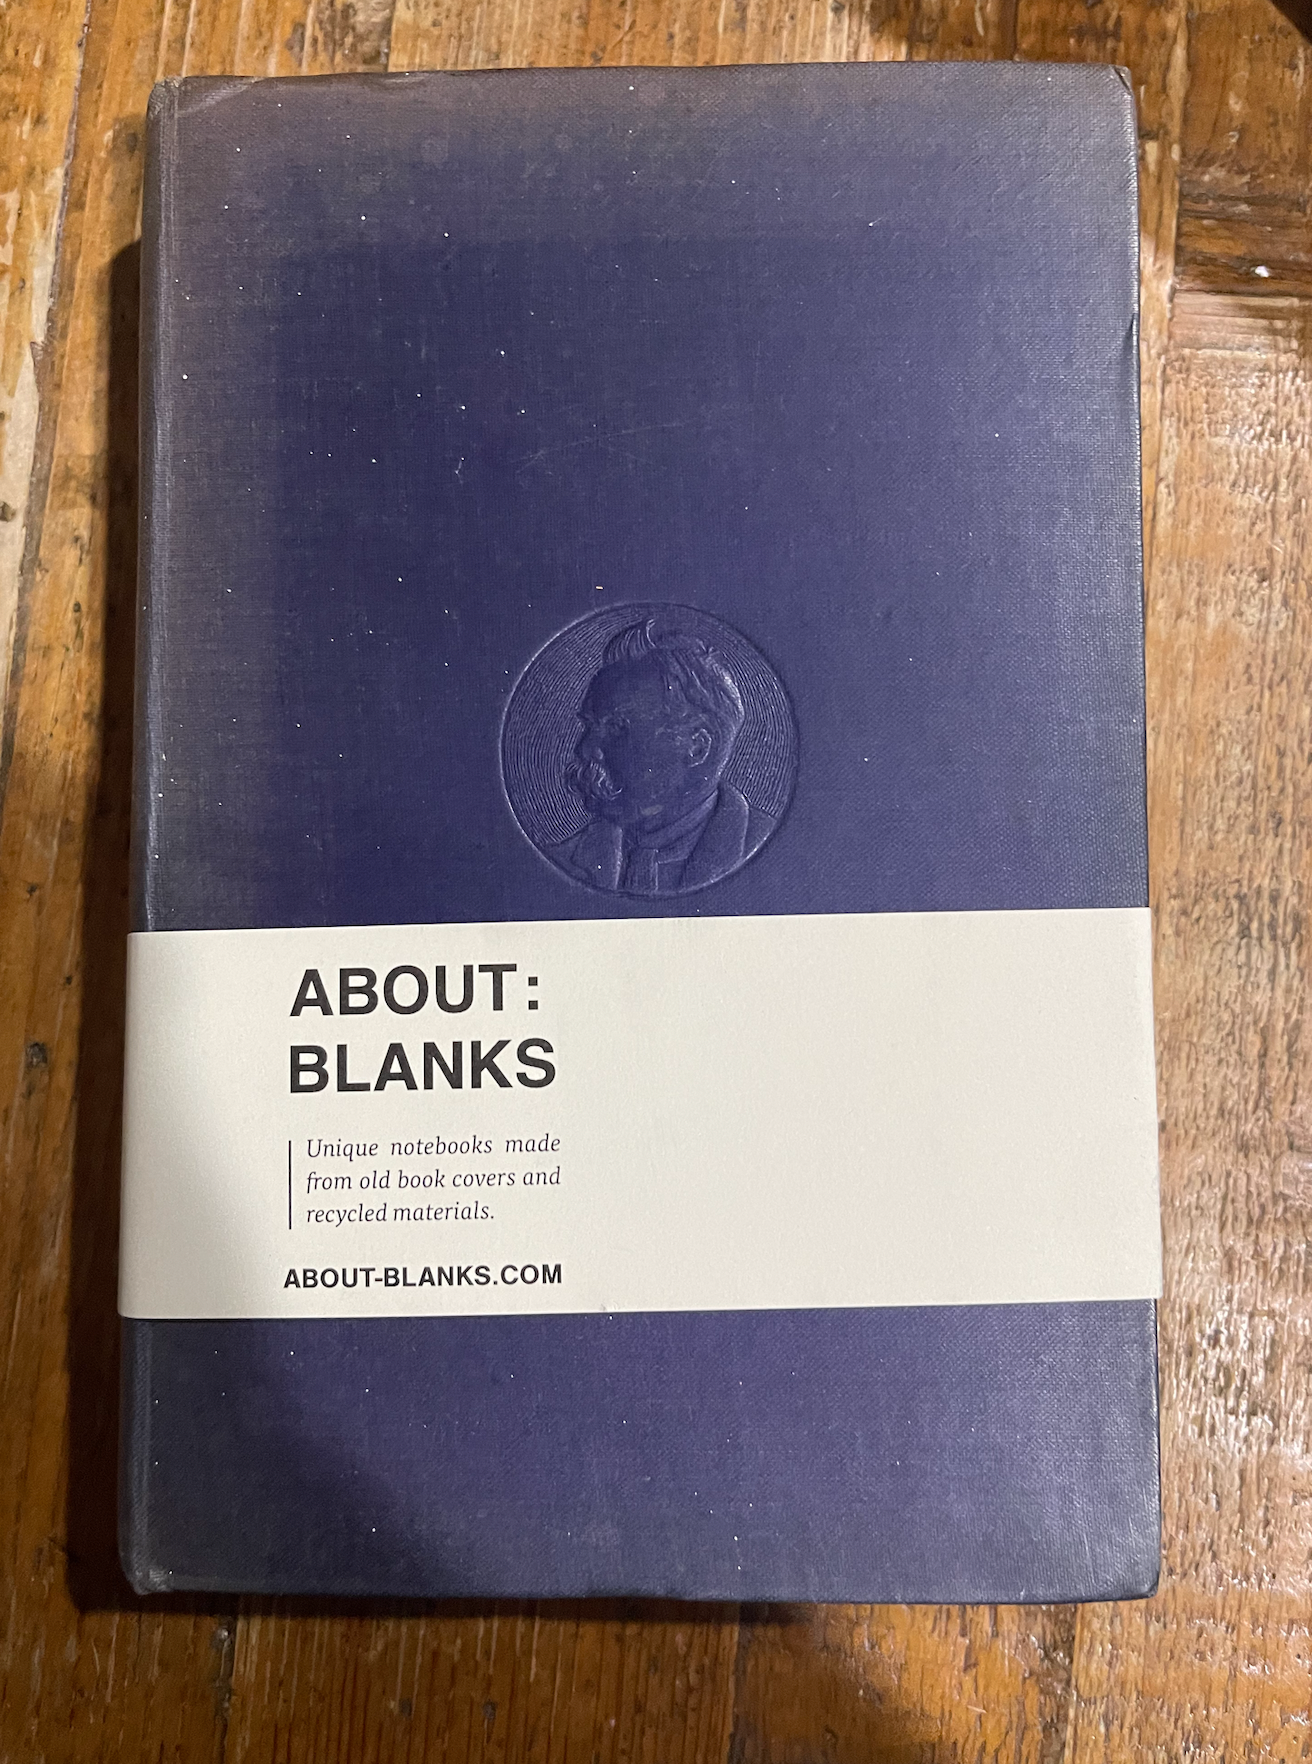 ABOUT:
BLANKS
Unique notebooks made
from old book covers and
recycled materials.
ABOUT-BLANKS.COM